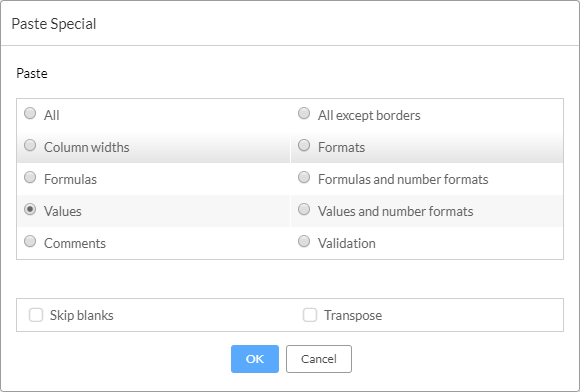 Paste Special
Paste
All All except borders
Column widths Formats
Formulas Formulas and number formats
Values Values and number formats
Comments Validation
Skip blanks Transpose
OK Cancel